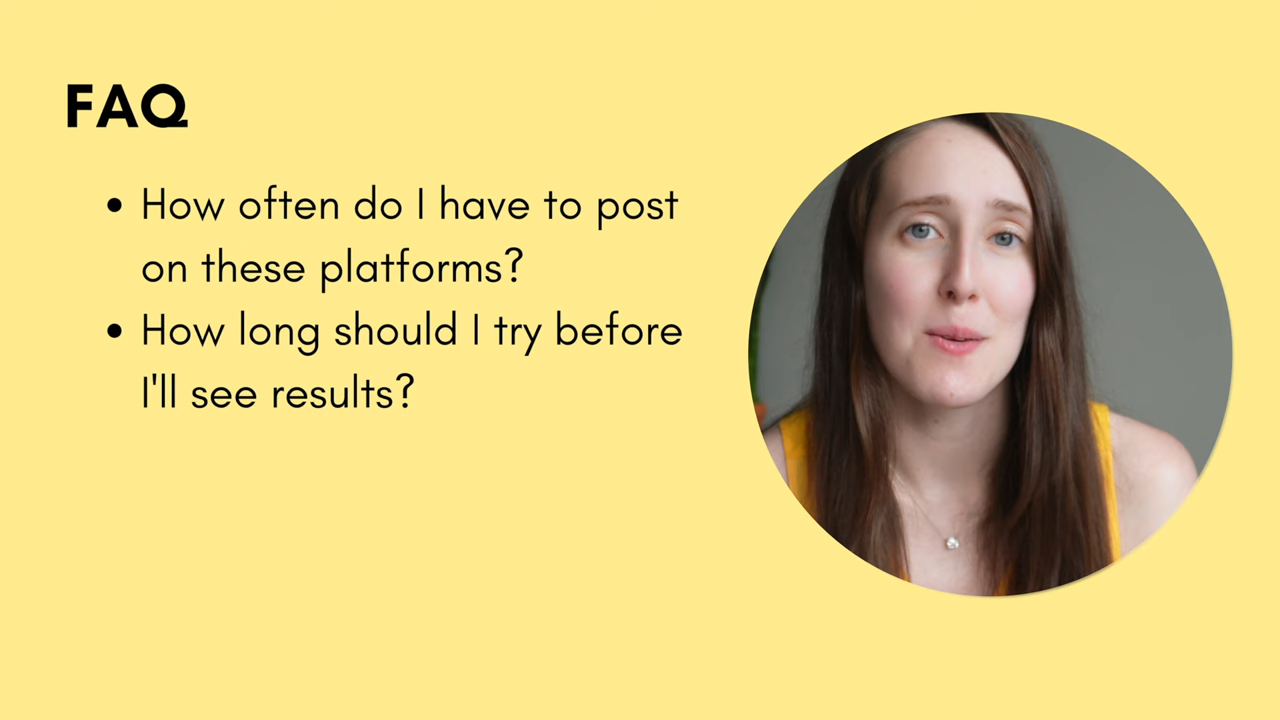 FAQ
• How often do I have to post
on these platforms?
• How long should I try before
I'll see results?